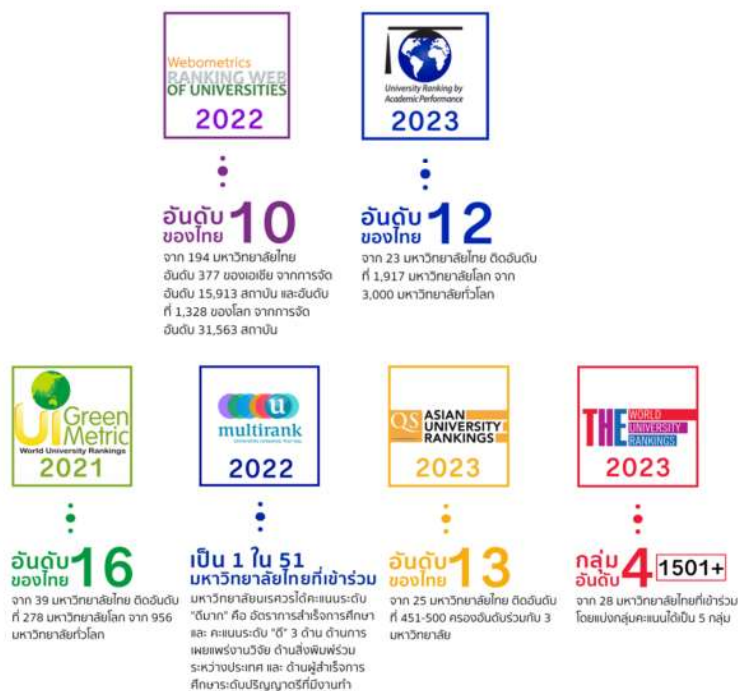 Webometrics
RANKING WEB
OF UNIVERSITIES
2022
อันดับ
ของไทย 10
จาก 194 มหาวิทยาลัยไทย
อันดับ 377 ของเอเชีย จากการจัด
อันดับ 15,913 สถาบัน และอันดับ
ที่ 1,328 ของโลก จากการจัด
อันดับ 31,563 สถาบัน
University Ranking by
Academic Performance
2023
อันดับ
ของไทย 12
จาก 23 มหาวิทยาลัยไทย ติดอันดับ
ที่ 1,917 มหาวิทยาลัยโลก จาก
3,000 มหาวิทยาลัยทั่วโลก
UI Green
Metric
World University Rankings
2021
อันดับ
ของไทย 16
จาก 39 มหาวิทยาลัยไทย ติดอันดับ
ที่ 278 มหาวิทยาลัยโลก จาก 956
มหาวิทยาลัยทั่วโลก
u
multirank
2022
เป็น 1 ใน 51
มหาวิทยาลัยไทยที่เข้าร่วม
มหาวิทยาลัยนเรศวรได้คะแนนระดับ
"ดีมาก" คือ อัตราการสำเร็จการศึกษา
และ คะแนนระดับ "ดี" 3 ด้าน ด้านการ
เผยแพร่งานวิจัย ด้านสิ่งพิมพ์ร่วม
ระหว่างประเทศ และ ด้านผู้สำเร็จการ
ศึกษาระดับปริญญาตรีที่มีงานทำ
QS ASIAN
UNIVERSITY
RANKINGS
2023
อันดับ
ของไทย 13
จาก 25 มหาวิทยาลัยไทย ติดอันดับ
ที่ 451-500 ครองอันดับร่วมกับ 3
มหาวิทยาลัย
THE WORLD
UNIVERSITY
RANKINGS
2023
กลุ่ม
อันดับ 4 1501+
จาก 28 มหาวิทยาลัยไทยที่เข้าร่วม
โดยแบ่งกลุ่มคะแนนได้เป็น 5 กลุ่ม